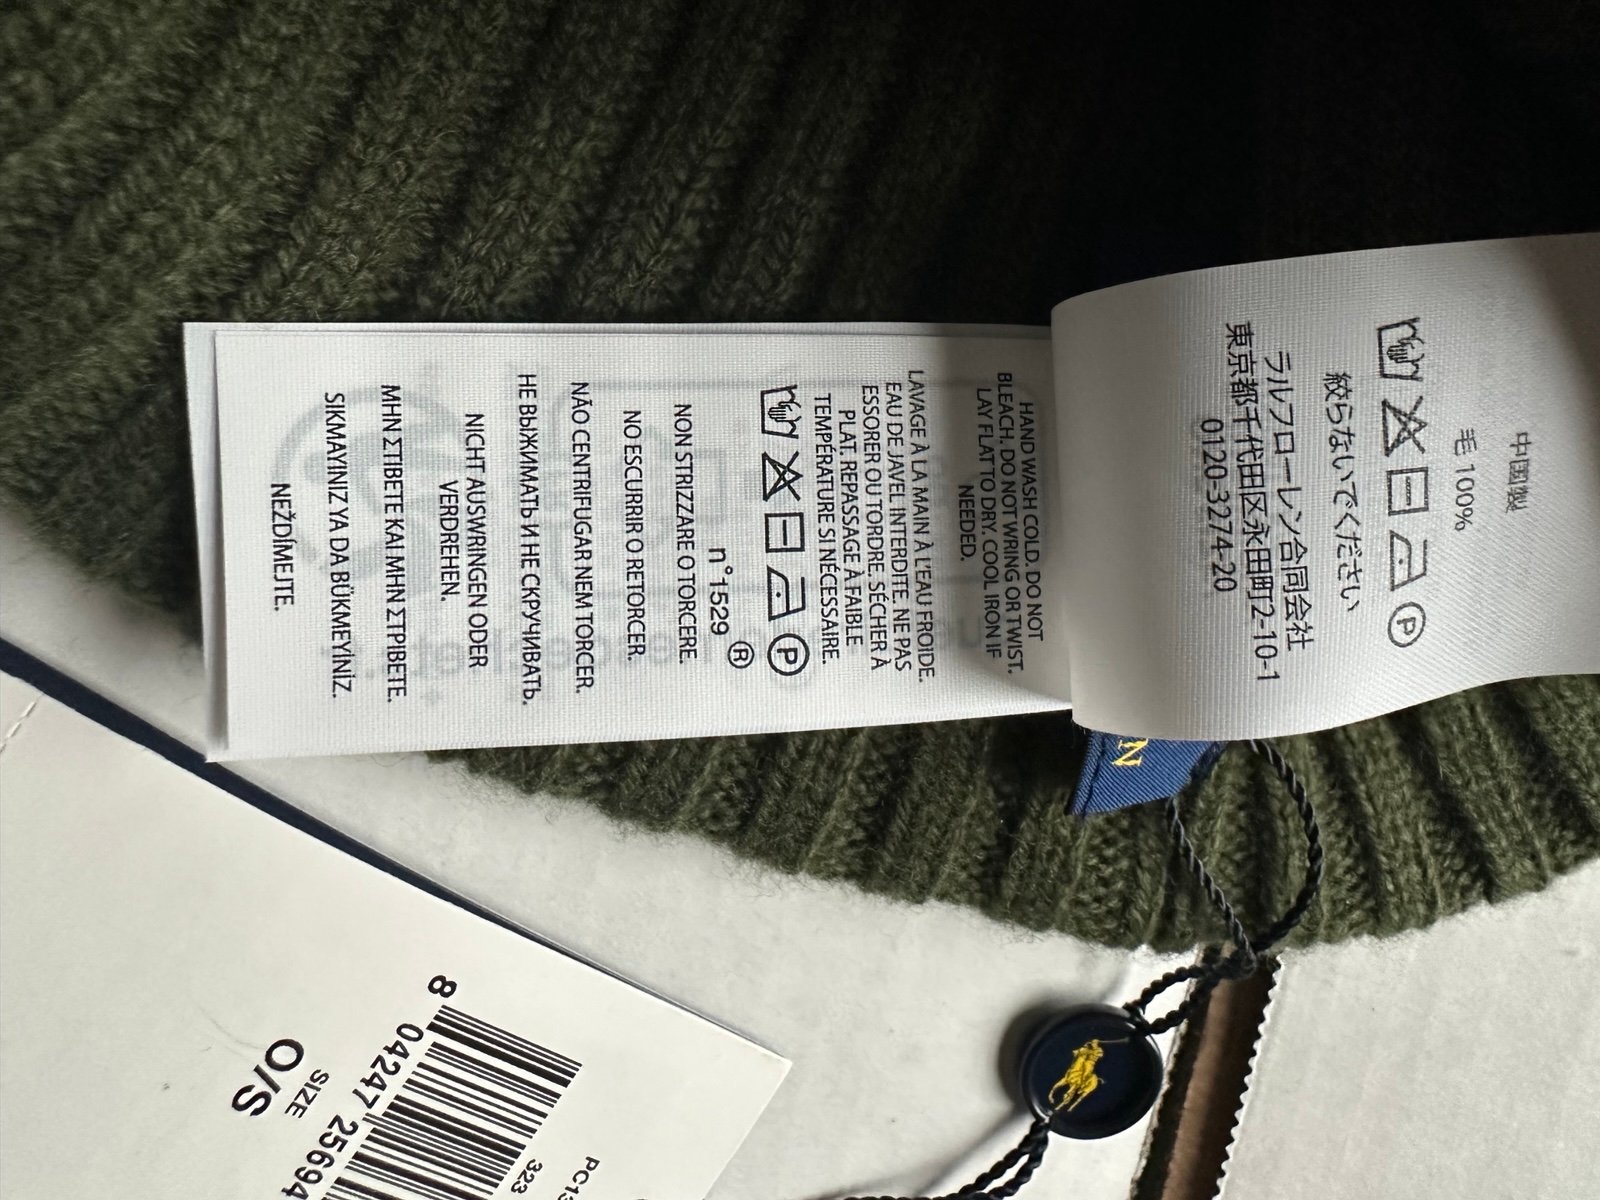 中国製
毛 100%
P
絞らないでください
ラルフローレン合同会社
東京都千代田区永田町2-10-1
0120-3274-20
HAND WASH COLD. DO NOT
BLEACH. DO NOT WRING OR TWIST.
LAY FLAT TO DRY. COOL IRON IF
NEEDED.
LAVAGE À LA MAIN À L'EAU FROIDE.
EAU DE JAVEL INTERDITE. NE PAS
ESSORER OU TORDRE. SÉCHER À
PLAT. REPASSAGE À FAIBLE
TEMPÉRATURE SI NÉCESSAIRE.
P
®
n°1529
NON STRIZZARE O TORCERE.
NO ESCURRIR O RETORCER.
NÃO CENTRIFUGAR NEM TORCER.
НЕ ВЫЖИМАТЬ И НЕ СКРУЧИВАТЬ.
NICHT AUSWRINGEN ODER
VERDREHEN.
ΜΗΝ ΣΤΙΒΕΤΕ ΚΑΙ ΜΗΝ ΣΤΡΙΒΕΤΕ.
SIKMAYINIZ YA DA BÜKMEYİNİZ.
NEŽDÍMEJTE.
N
8 04247 25694
SIZE
O/S
323